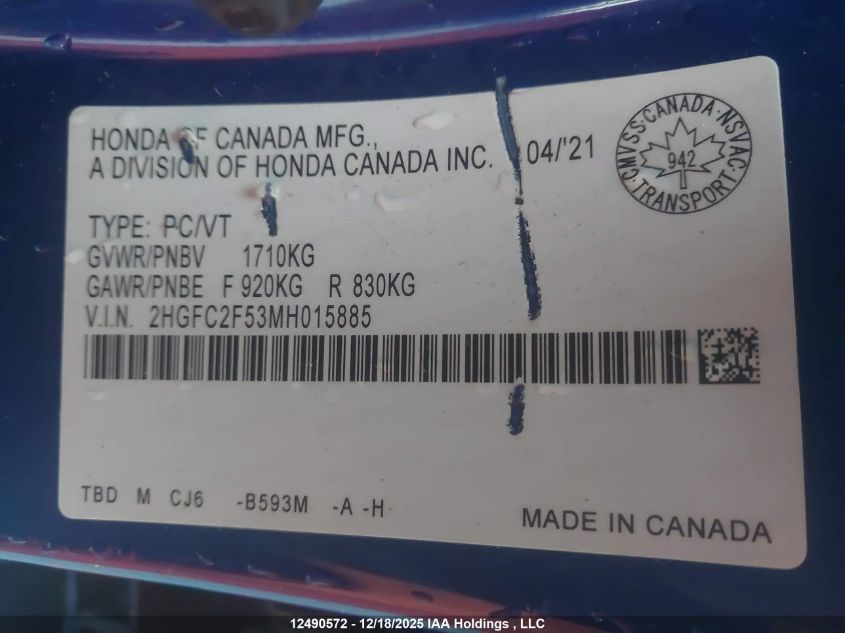 HONDA OF CANADA MFG.,
A DIVISION OF HONDA CANADA INC. 04/'21
CMVSS·CANADA·NSVAC·
942
TRANSPORT
TYPE: PC/VT
GVWR/PNBV 1710KG
GAWR/PNBE F 920KG R 830KG
V.I.N. 2HGFC2F53MH015885
TBD M CJ6 -B593M -A -H
MADE IN CANADA
12490572 - 12/18/2025 IAA Holdings , LLC